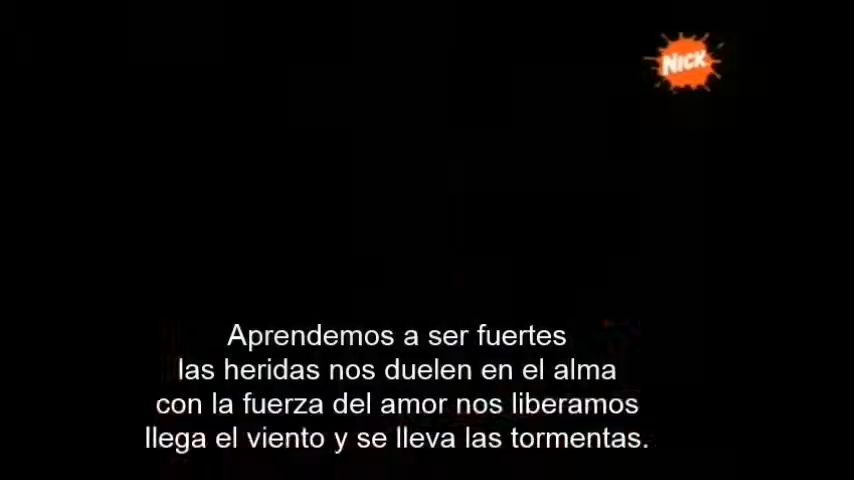 NICK
Aprendemos a ser fuertes
las heridas nos duelen en el alma
con la fuerza del amor nos liberamos
llega el viento y se lleva las tormentas.